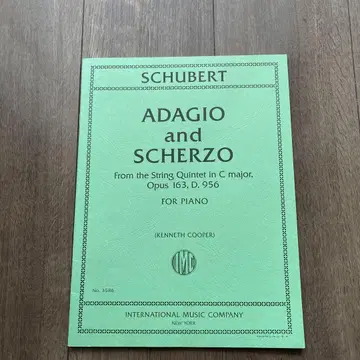 SCHUBERT
ADAGIO
and
SCHERZO
From the String Quintet in C major,
Opus 163, D. 956
FOR PIANO
(KENNETH COOPER)
IMC
INTERNATIONAL MUSIC COMPANY
NEW YORK